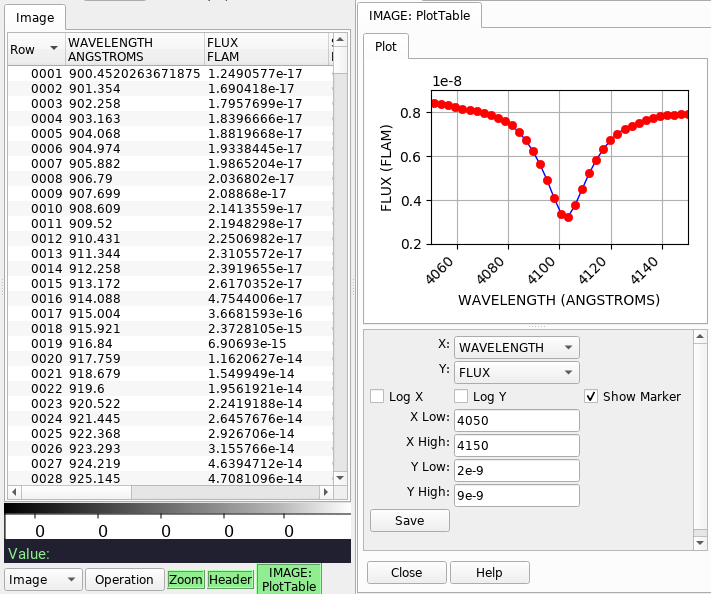 Image
Row
WAVELENGTH
ANGSTROMS
FLUX
FLAM
0001 900.4520263671875 1.2490577e-17
0002 901.354 1.690418e-17
0003 902.258 1.7957699e-17
0004 903.163 1.8396666e-17
0005 904.068 1.8819668e-17
0006 904.974 1.9338445e-17
0007 905.882 1.9865204e-17
0008 906.79 2.036802e-17
0009 907.699 2.08868e-17
0010 908.609 2.1413559e-17
0011 909.52 2.1948298e-17
0012 910.431 2.2506982e-17
0013 911.344 2.3105572e-17
0014 912.258 2.3919655e-17
0015 913.172 2.6170352e-17
0016 914.088 4.7544006e-17
0017 915.004 3.6681593e-16
0018 915.921 2.3728105e-15
0019 916.84 6.90693e-15
0020 917.759 1.1620627e-14
0021 918.679 1.549949e-14
0022 919.6 1.9561921e-14
0023 920.522 2.2419188e-14
0024 921.445 2.6457676e-14
0025 922.368 2.926706e-14
0026 923.293 3.155766e-14
0027 924.219 4.6394712e-14
0028 925.145 4.7081096e-14
0 0 0 0 0
Value:
Image
Operation
Zoom
Header
IMAGE:
PlotTable
IMAGE: PlotTable
Plot
1e-8
0.8
0.6
0.4
0.2
FLUX (FLAM)
4060 4080 4100 4120 4140
WAVELENGTH (ANGSTROMS)
X: WAVELENGTH
Y: FLUX
Log X
Log Y
Show Marker
X Low: 4050
X High: 4150
Y Low: 2e-9
Y High: 9e-9
Save
Close
Help